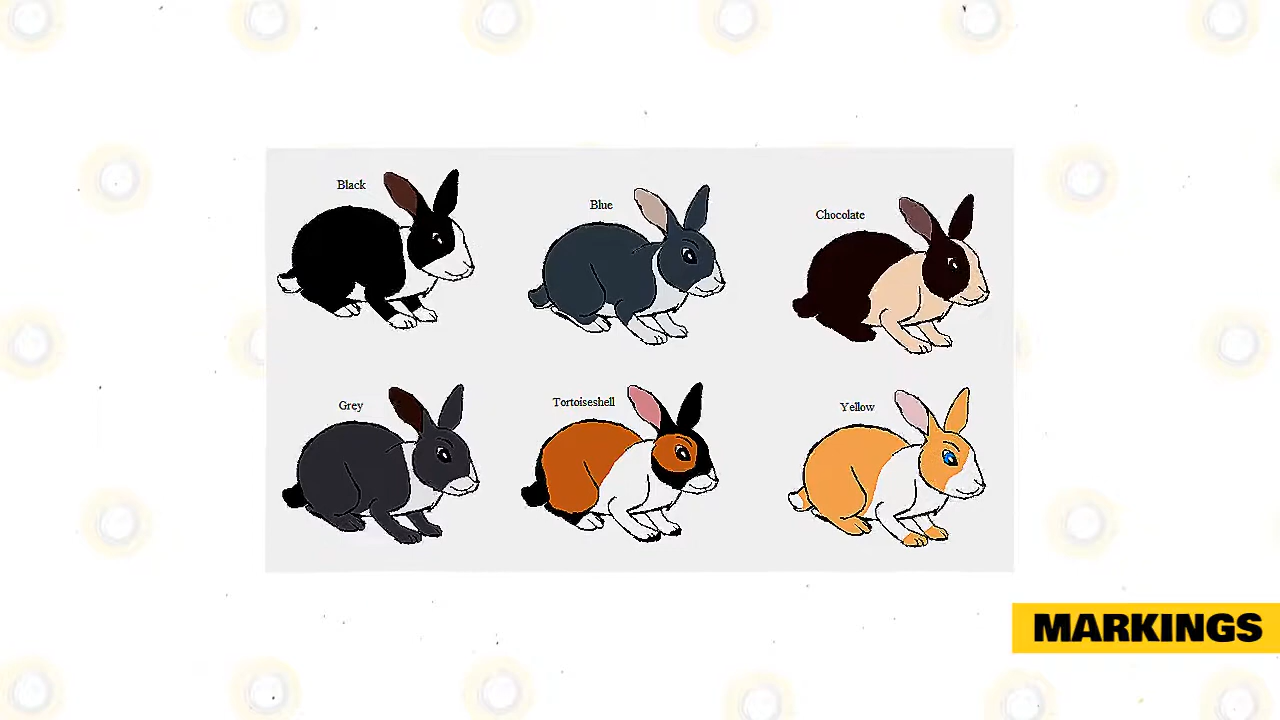 Black
Blue
Chocolate
Grey
Tortoiseshell
Yellow
MARKINGS